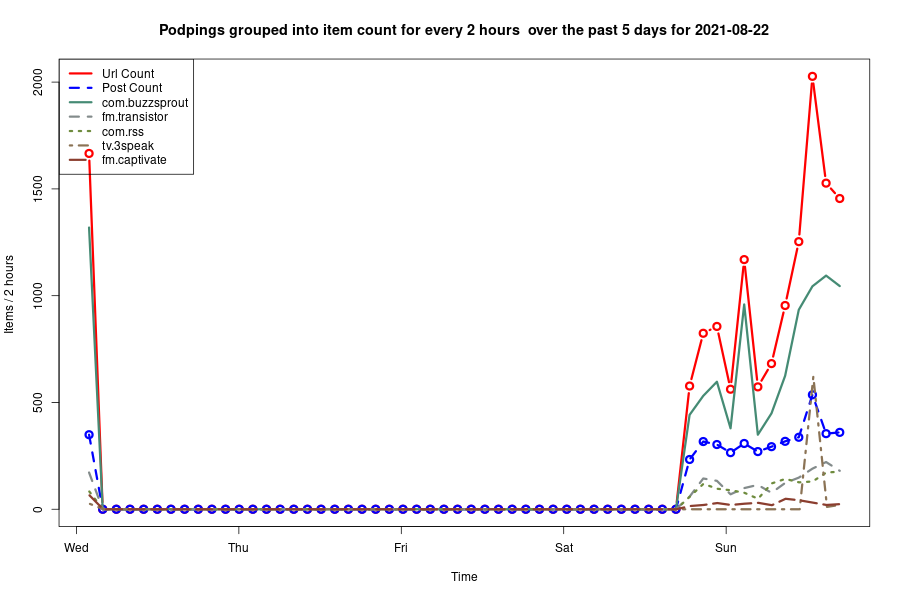 Podpings grouped into item count for every 2 hours  over the past 5 days for 2021-08-22
Url Count
Post Count
com.buzzsprout
fm.transistor
com.rss
tv.3speak
fm.captivate
2000
1500
1000
500
0
Items / 2 hours
Wed Thu Fri Sat Sun
Time